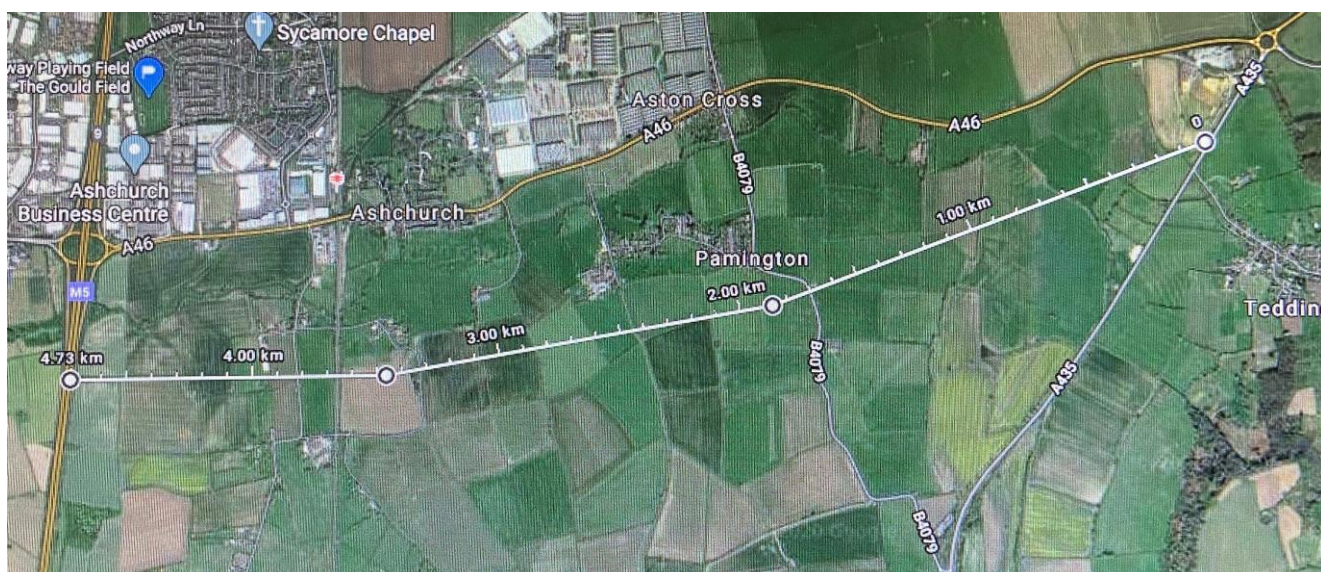 Northway Ln
Sycamore Chapel
way Playing Field
The Gould Field
9
Ashchurch
Business Centre
A46
M5
Ashchurch
A46
Aston Cross
B4079
A46
A435
0
1.00 km
Pamington
2.00 km
3.00 km
4.00 km
4.73 km
B4079
A435
Teddin
B4079